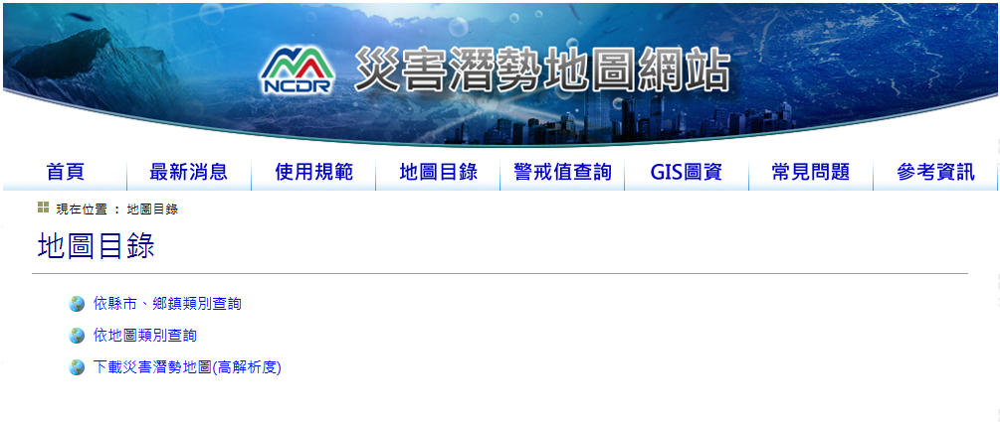 NCDR 災害潛勢地圖網站
首頁 最新消息 使用規範 地圖目錄 警戒值查詢 GIS圖資 常見問題 參考資訊
現在位置 : 地圖目錄
地圖目錄
依縣市、鄉鎮類別查詢
依地圖類別查詢
下載災害潛勢地圖(高解析度)